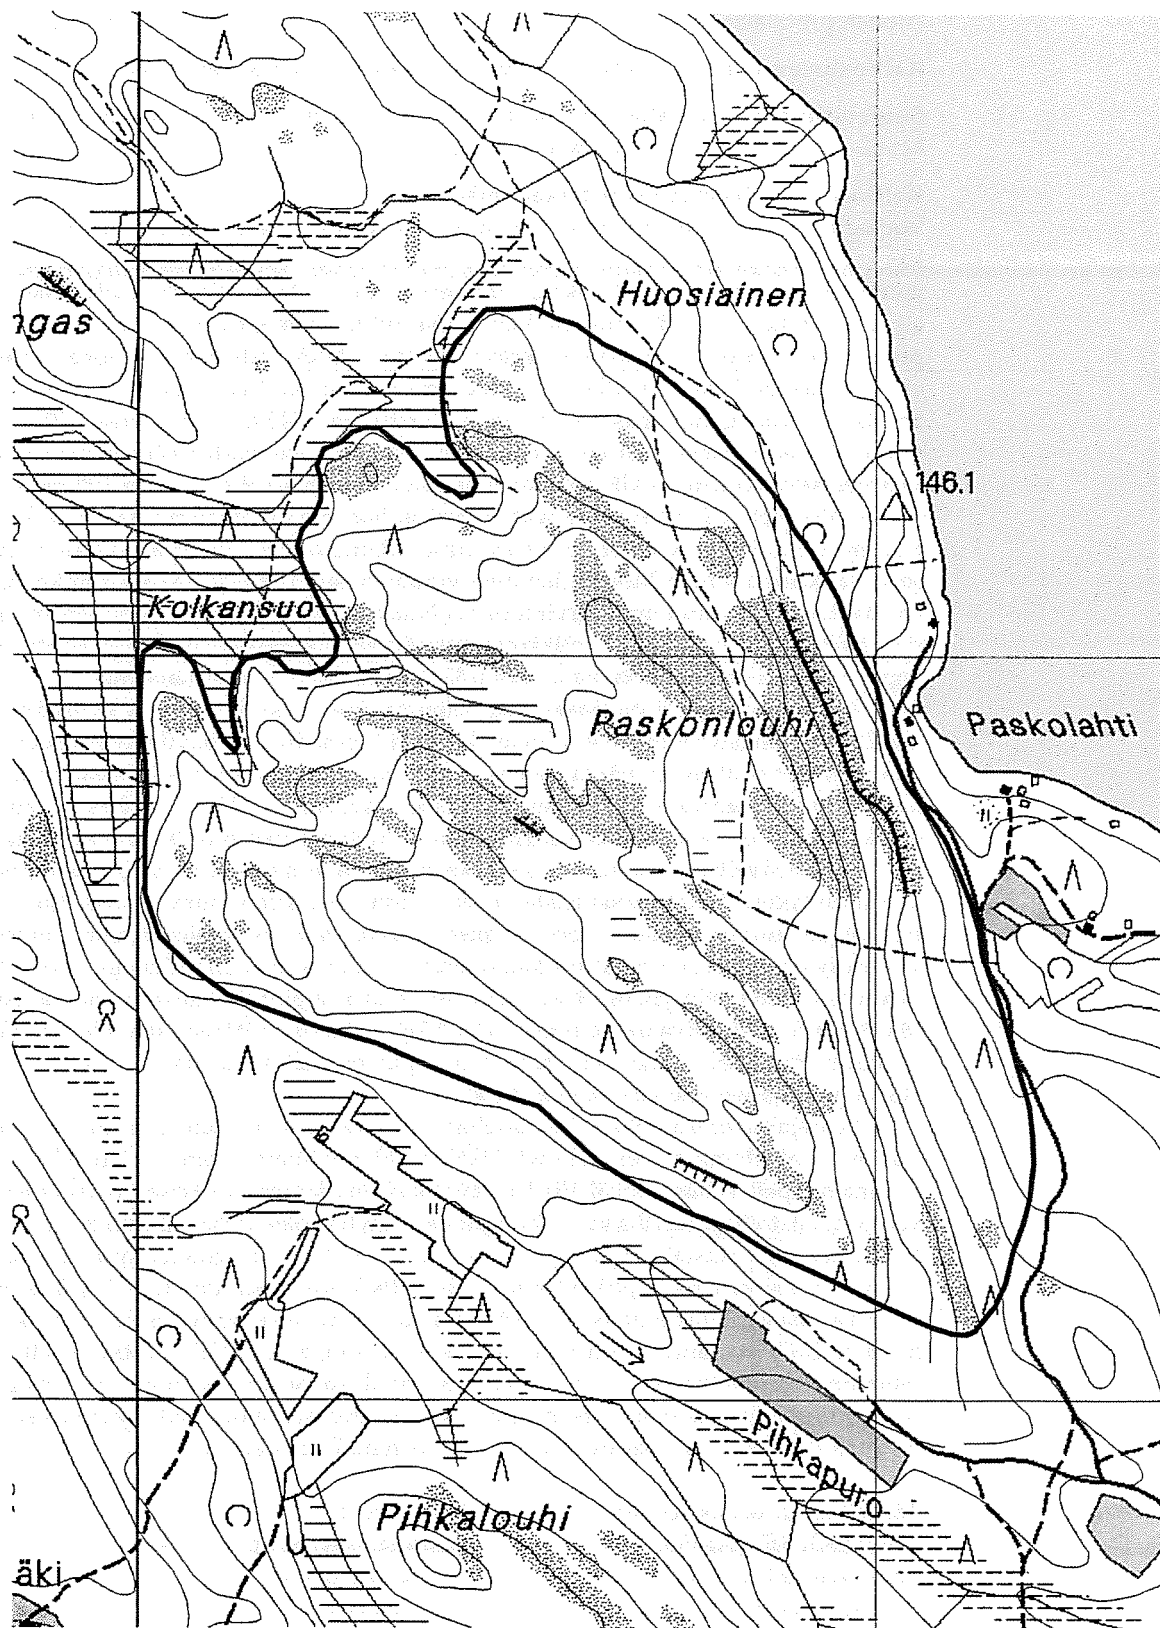 Huosiainen
ngas
146.1
Kolkansuo
Paskonlouhi
Paskolahti
Pihkapuro
Pihkalouhi
äki